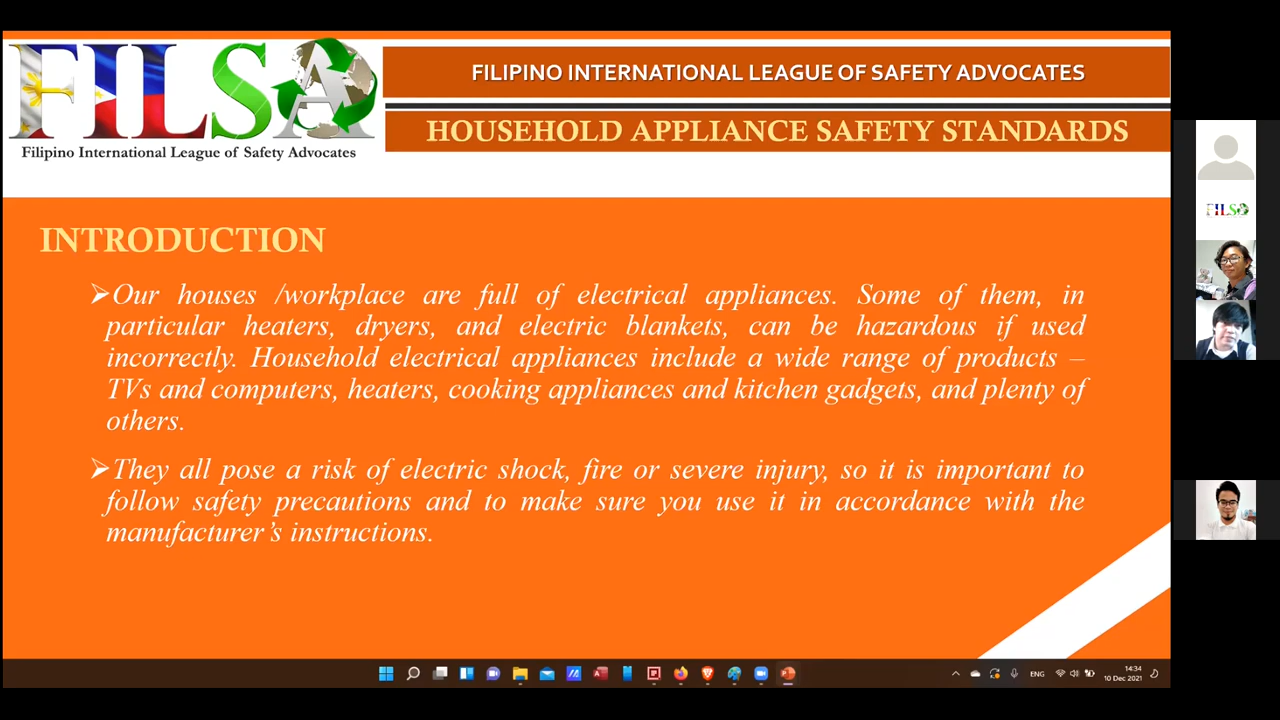 FILSA
Filipino International League of Safety Advocates
FILIPINO INTERNATIONAL LEAGUE OF SAFETY ADVOCATES
HOUSEHOLD APPLIANCE SAFETY STANDARDS
INTRODUCTION
Our houses /workplace are full of electrical appliances. Some of them, in
particular heaters, dryers, and electric blankets, can be hazardous if used
incorrectly. Household electrical appliances include a wide range of products –
TVs and computers, heaters, cooking appliances and kitchen gadgets, and plenty of
others.
They all pose a risk of electric shock, fire or severe injury, so it is important to
follow safety precautions and to make sure you use it in accordance with the
manufacturer’s instructions.
FILSA
ENG
14:34
10 Dec 2021